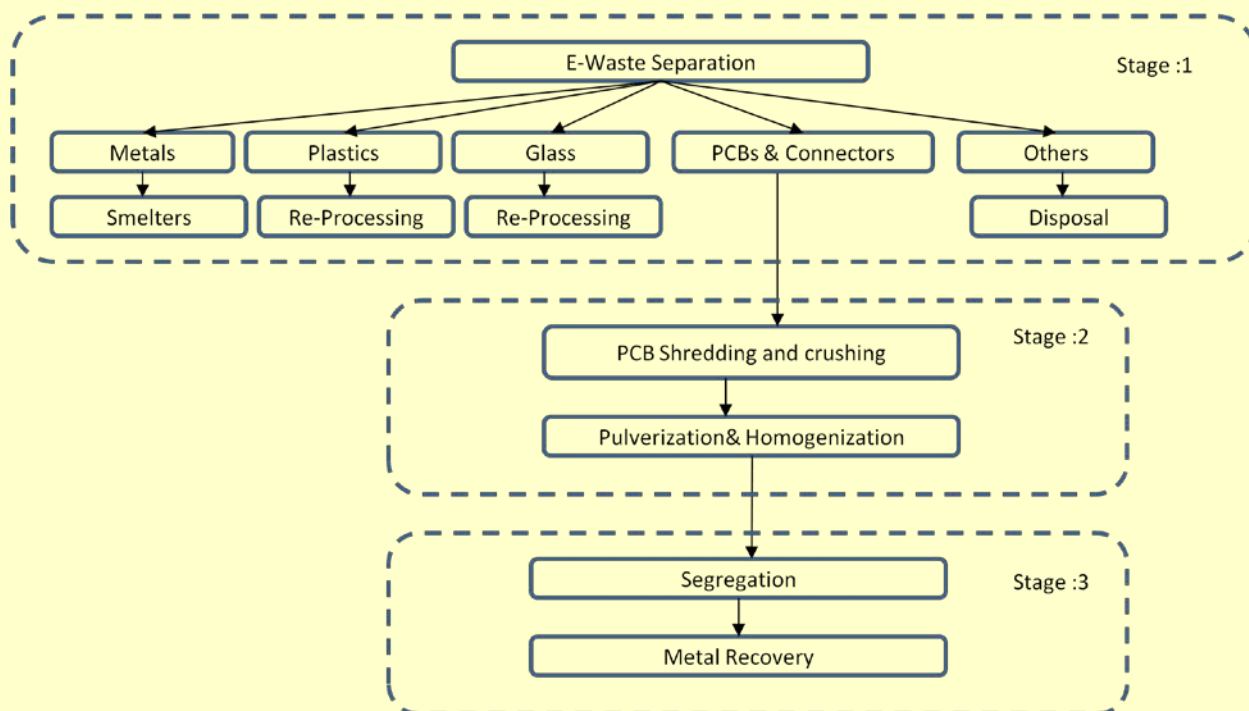 E-Waste Separation
Stage :1
Metals
Plastics
Glass
PCBs & Connectors
Others
Smelters
Re-Processing
Re-Processing
Disposal
Stage :2
PCB Shredding and crushing
Pulverization& Homogenization
Segregation
Stage :3
Metal Recovery